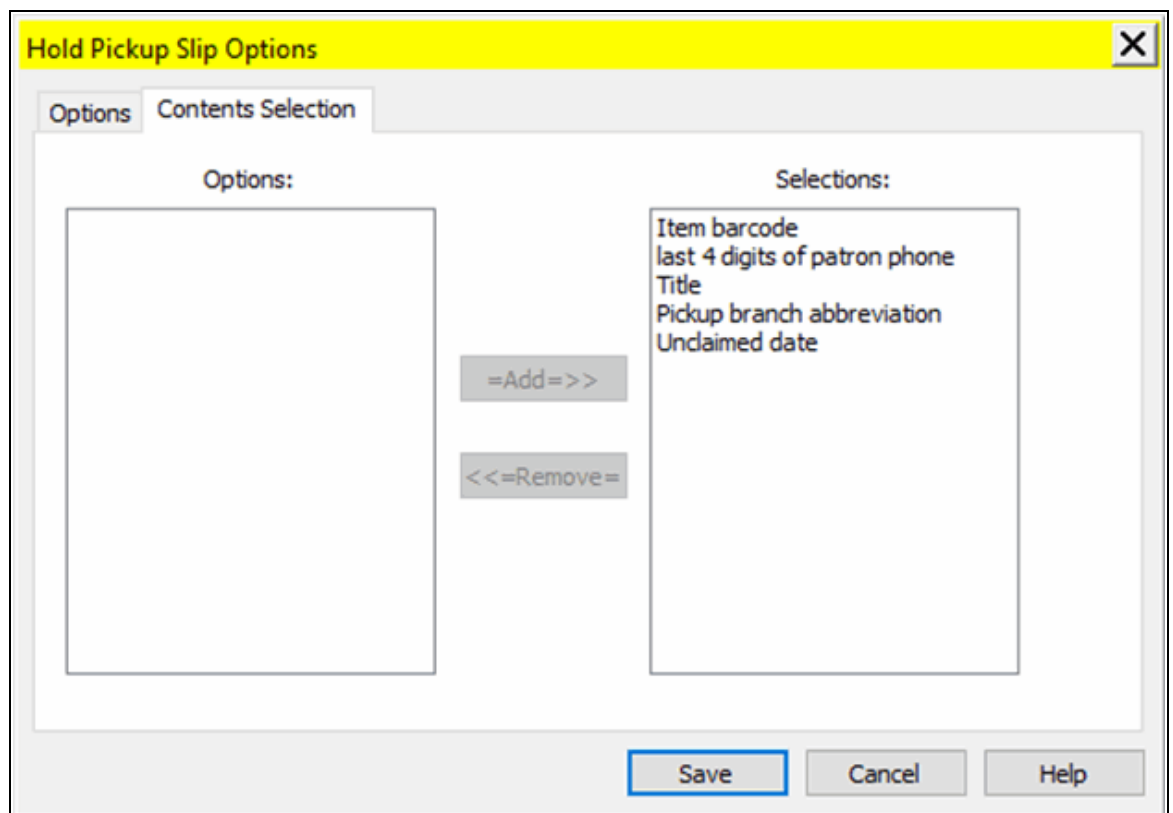 Hold Pickup Slip Options
Options
Contents Selection
Options:
Selections:
Item barcode
last 4 digits of patron phone
Title
Pickup branch abbreviation
Unclaimed date
=Add=>>
<<=Remove=
Save
Cancel
Help